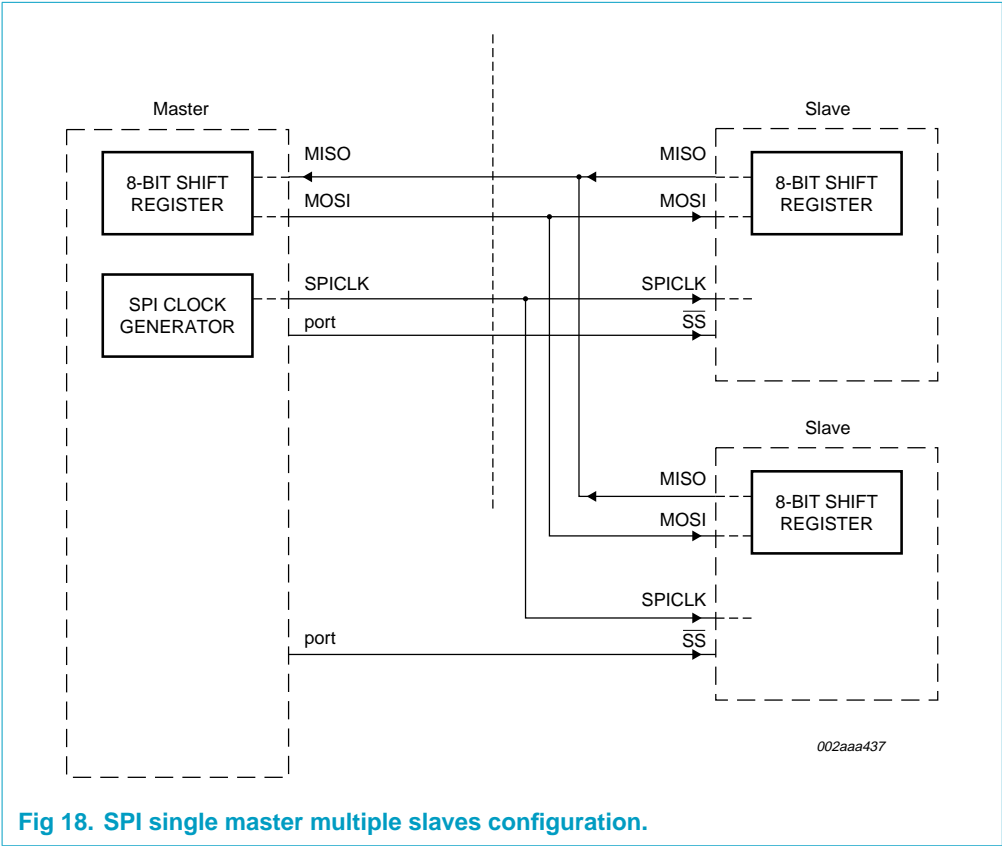 Master
Slave
MISO
MISO
8-BIT SHIFT
REGISTER
8-BIT SHIFT
REGISTER
MOSI
MOSI
SPI CLOCK
GENERATOR
SPICLK
SPICLK
port
S̅S̅
Slave
MISO
8-BIT SHIFT
REGISTER
MOSI
SPICLK
port
S̅S̅
002aaa437
Fig 18. SPI single master multiple slaves configuration.